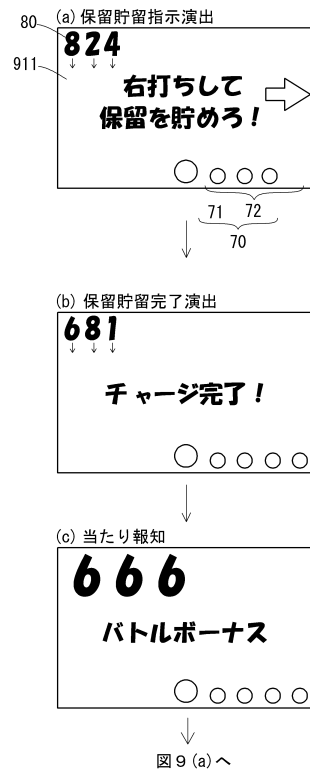 (a) 保留貯留指示演出
80
824
911
右打ちして
保留を貯めろ！
71 72
70
(b) 保留貯留完了演出
681
チャージ完了！
(c) 当たり報知
666
バトルボーナス
図9(a)へ